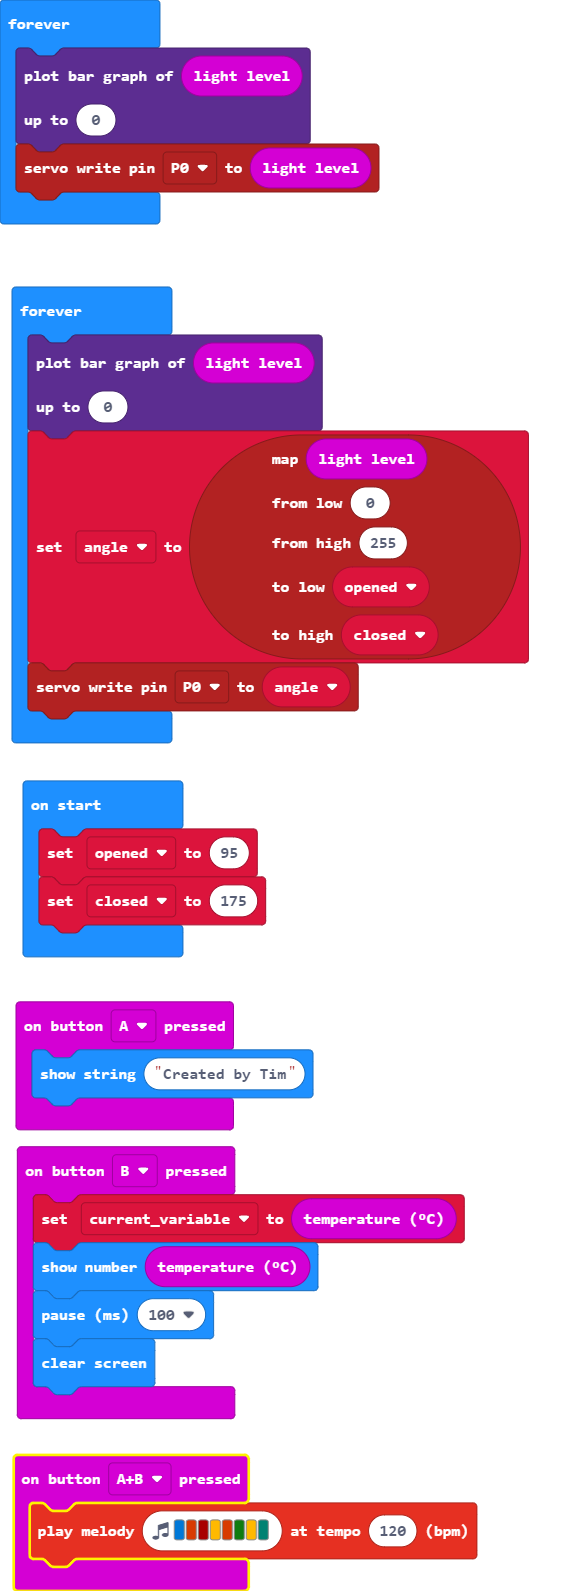 forever
plot bar graph of light level
up to 0
servo write pin P0 to light level
forever
plot bar graph of light level
up to 0
map light level
from low 0
from high 255
set angle to
to low opened
to high closed
servo write pin P0 to angle
on start
set opened to 95
set closed to 175
on button A pressed
show string "Created by Tim"
on button B pressed
set current_variable to temperature (°C)
show number temperature (°C)
pause (ms) 100
clear screen
on button A+B pressed
play melody at tempo 120 (bpm)